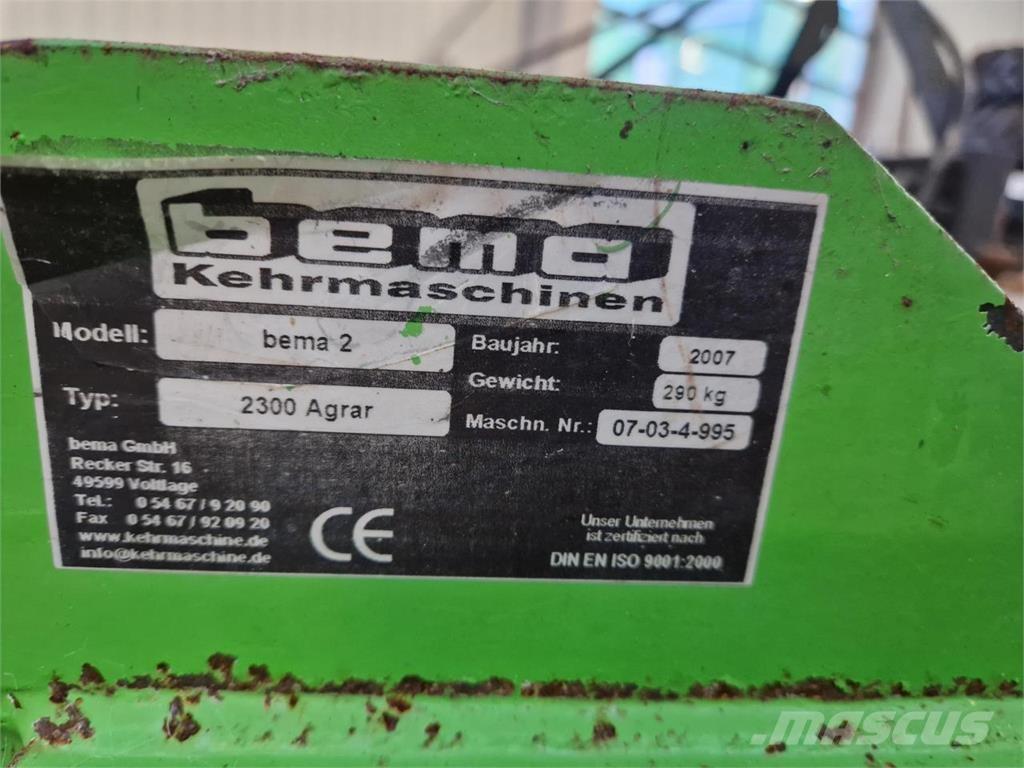 bema
Kehrmaschinen
Modell: bema 2
Typ: 2300 Agrar
Baujahr: 2007
Gewicht: 290 kg
Maschn. Nr.: 07-03-4-995
bema GmbH
Recker Str. 16
49599 Voltlage
Tel.: 0 54 67 / 9 20 90
Fax 0 54 67 / 92 09 20
www.kehrmaschine.de
info@kehrmaschine.de
CE
Unser Unternehmen
ist zertifiziert nach
DIN EN ISO 9001:2000
mascus